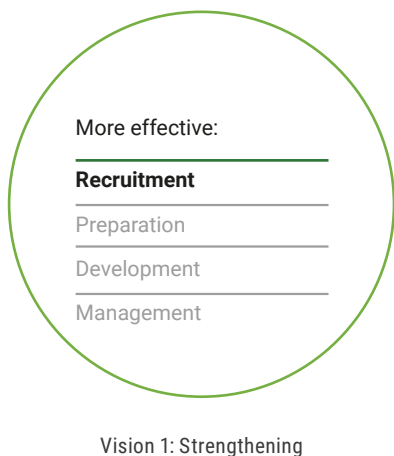 More effective:
Recruitment
Preparation
Development
Management
Vision 1: Strengthening